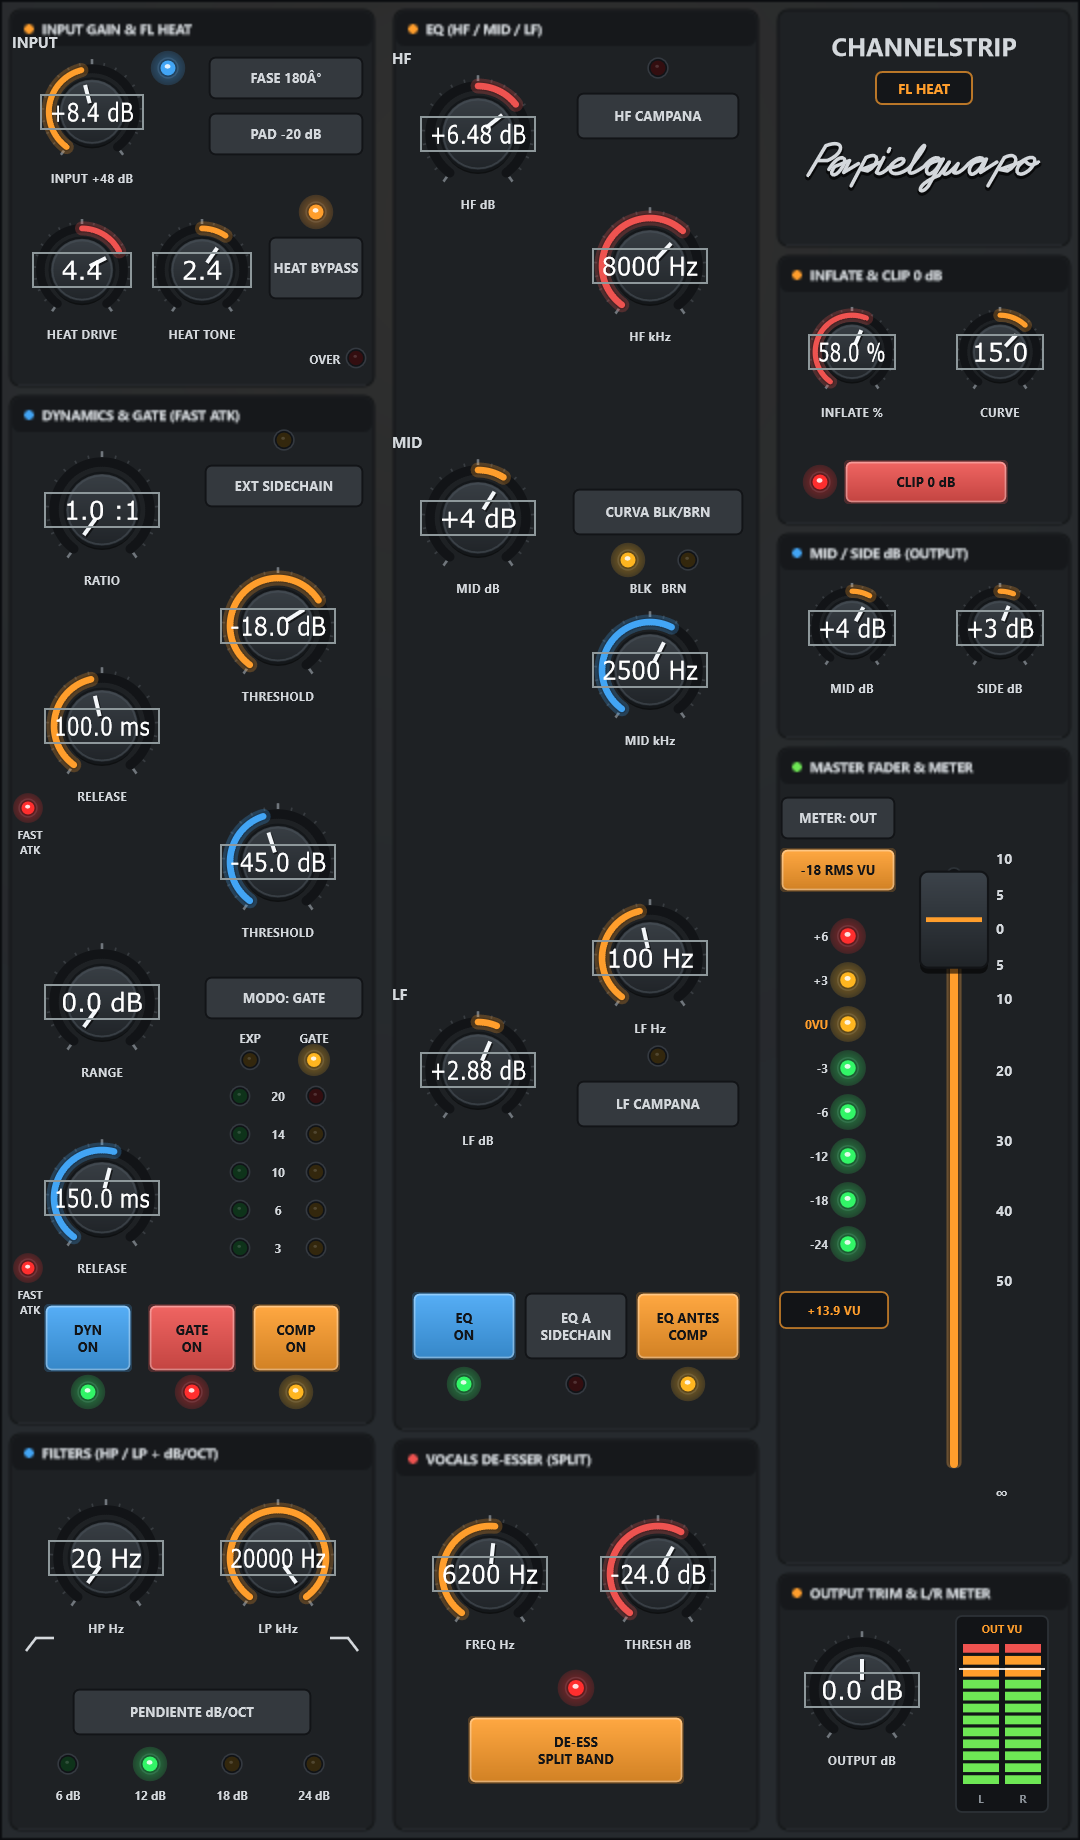 INPUT GAIN & FL HEAT
INPUT
FASE 180Â°
+8.4 dB
PAD -20 dB
INPUT +48 dB
4.4
2.4
HEAT BYPASS
HEAT DRIVE
HEAT TONE
OVER
DYNAMICS & GATE (FAST ATK)
EXT SIDECHAIN
1.0 :1
RATIO
-18.0 dB
THRESHOLD
100.0 ms
RELEASE
FAST
ATK
-45.0 dB
THRESHOLD
0.0 dB
MODO: GATE
RANGE
EXP
GATE
20
14
10
6
3
150.0 ms
RELEASE
FAST
ATK
DYN
ON
GATE
ON
COMP
ON
FILTERS (HP / LP + dB/OCT)
20 Hz
20000 Hz
HP Hz
LP kHz
PENDIENTE dB/OCT
6 dB
12 dB
18 dB
24 dB
EQ (HF / MID / LF)
HF
HF CAMPANA
+6.48 dB
HF dB
8000 Hz
HF kHz
MID
+4 dB
CURVA BLK/BRN
MID dB
BLK
BRN
2500 Hz
MID kHz
100 Hz
LF
LF Hz
+2.88 dB
LF CAMPANA
LF dB
EQ
ON
EQ A
SIDECHAIN
EQ ANTES
COMP
VOCALS DE-ESSER (SPLIT)
6200 Hz
-24.0 dB
FREQ Hz
THRESH dB
DE-ESS
SPLIT BAND
CHANNELSTRIP
FL HEAT
Papielguapo
INFLATE & CLIP 0 dB
58.0 %
15.0
INFLATE %
CURVE
CLIP 0 dB
MID / SIDE dB (OUTPUT)
+4 dB
+3 dB
MID dB
SIDE dB
MASTER FADER & METER
METER: OUT
-18 RMS VU
+6
+3
0VU
-3
-6
-12
-18
-24
+13.9 VU
10
5
0
5
10
20
30
40
50
∞
OUTPUT TRIM & L/R METER
OUT VU
0.0 dB
OUTPUT dB
L
R